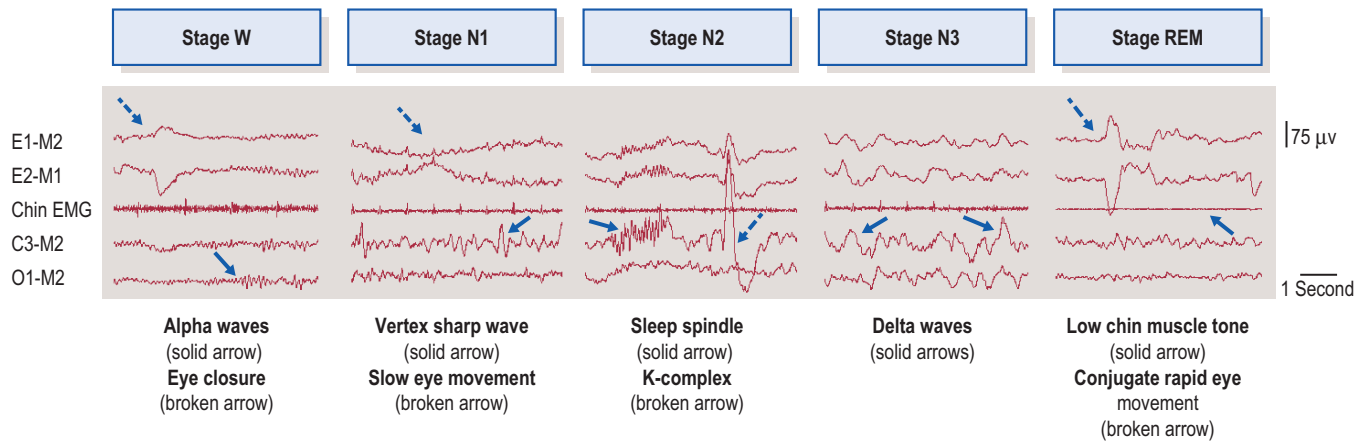 Stage W
Stage N1
Stage N2
Stage N3
Stage REM
E1-M2
E2-M1
Chin EMG
C3-M2
O1-M2
75 μv
1 Second
Alpha waves
(solid arrow)
Eye closure
(broken arrow)
Vertex sharp wave
(solid arrow)
Slow eye movement
(broken arrow)
Sleep spindle
(solid arrow)
K-complex
(broken arrow)
Delta waves
(solid arrows)
Low chin muscle tone
(solid arrow)
Conjugate rapid eye
movement
(broken arrow)